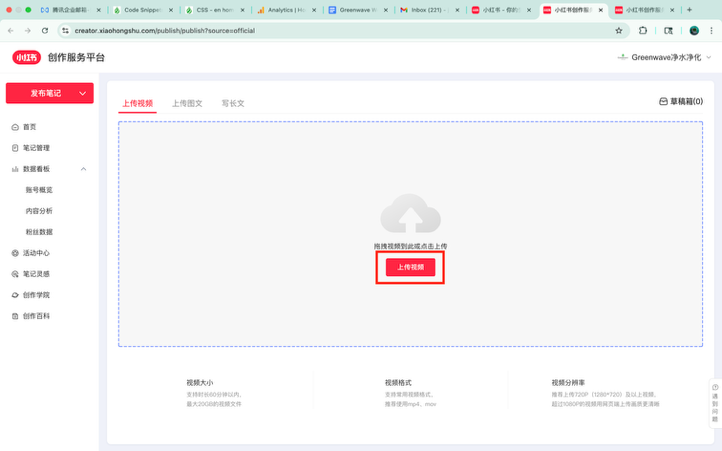 腾讯企业邮箱-
Code Snippet
CSS - en hom
Analytics | H
Greenwave W
Inbox (221) -
小红书 - 你的
小红书创作服
小红书创作服
creator.xiaohongshu.com/publish/publish?source=official
小红书 创作服务平台
Greenwave净水净化
发布笔记
首页
笔记管理
数据看板
账号概览
内容分析
粉丝数据
活动中心
笔记灵感
创作学院
创作百科
上传视频 上传图文 写长文
草稿箱(0)
拖拽视频到此或点击上传
上传视频
视频大小
支持时长60分钟以内，
最大20GB的视频文件
视频格式
支持常用视频格式，
推荐使用mp4、mov
视频分辨率
推荐上传720P（1280*720）及以上视频，
超过1080P的视频用网页端上传画质更清晰
遇到问题